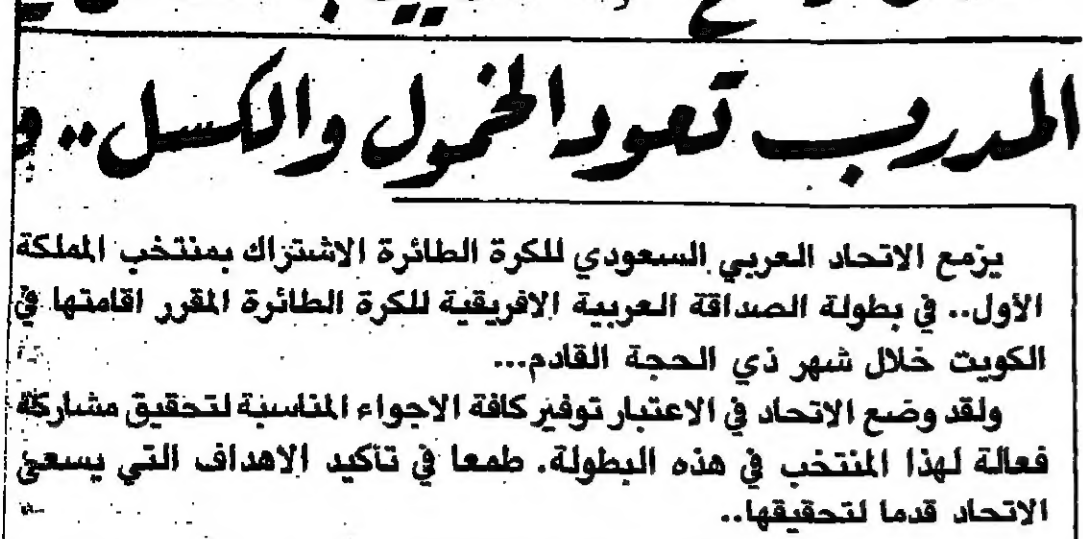 المدرب تعود الخمول والكسل.. و
يزمع الاتحاد العربي السعودي للكرة الطائرة الاشتراك بمنتخب المملكة
الأول.. في بطولة الصداقة العربية الافريقية للكرة الطائرة المقرر اقامتها في
الكويت خلال شهر ذي الحجة القادم...
ولقد وضع الاتحاد في الاعتبار توفير كافة الاجواء المناسبة لتحقيق مشاركة
فعالة لهذا المنتخب في هذه البطولة. طمعا في تأكيد الاهداف التي يسعى
الاتحاد قدما لتحقيقها..